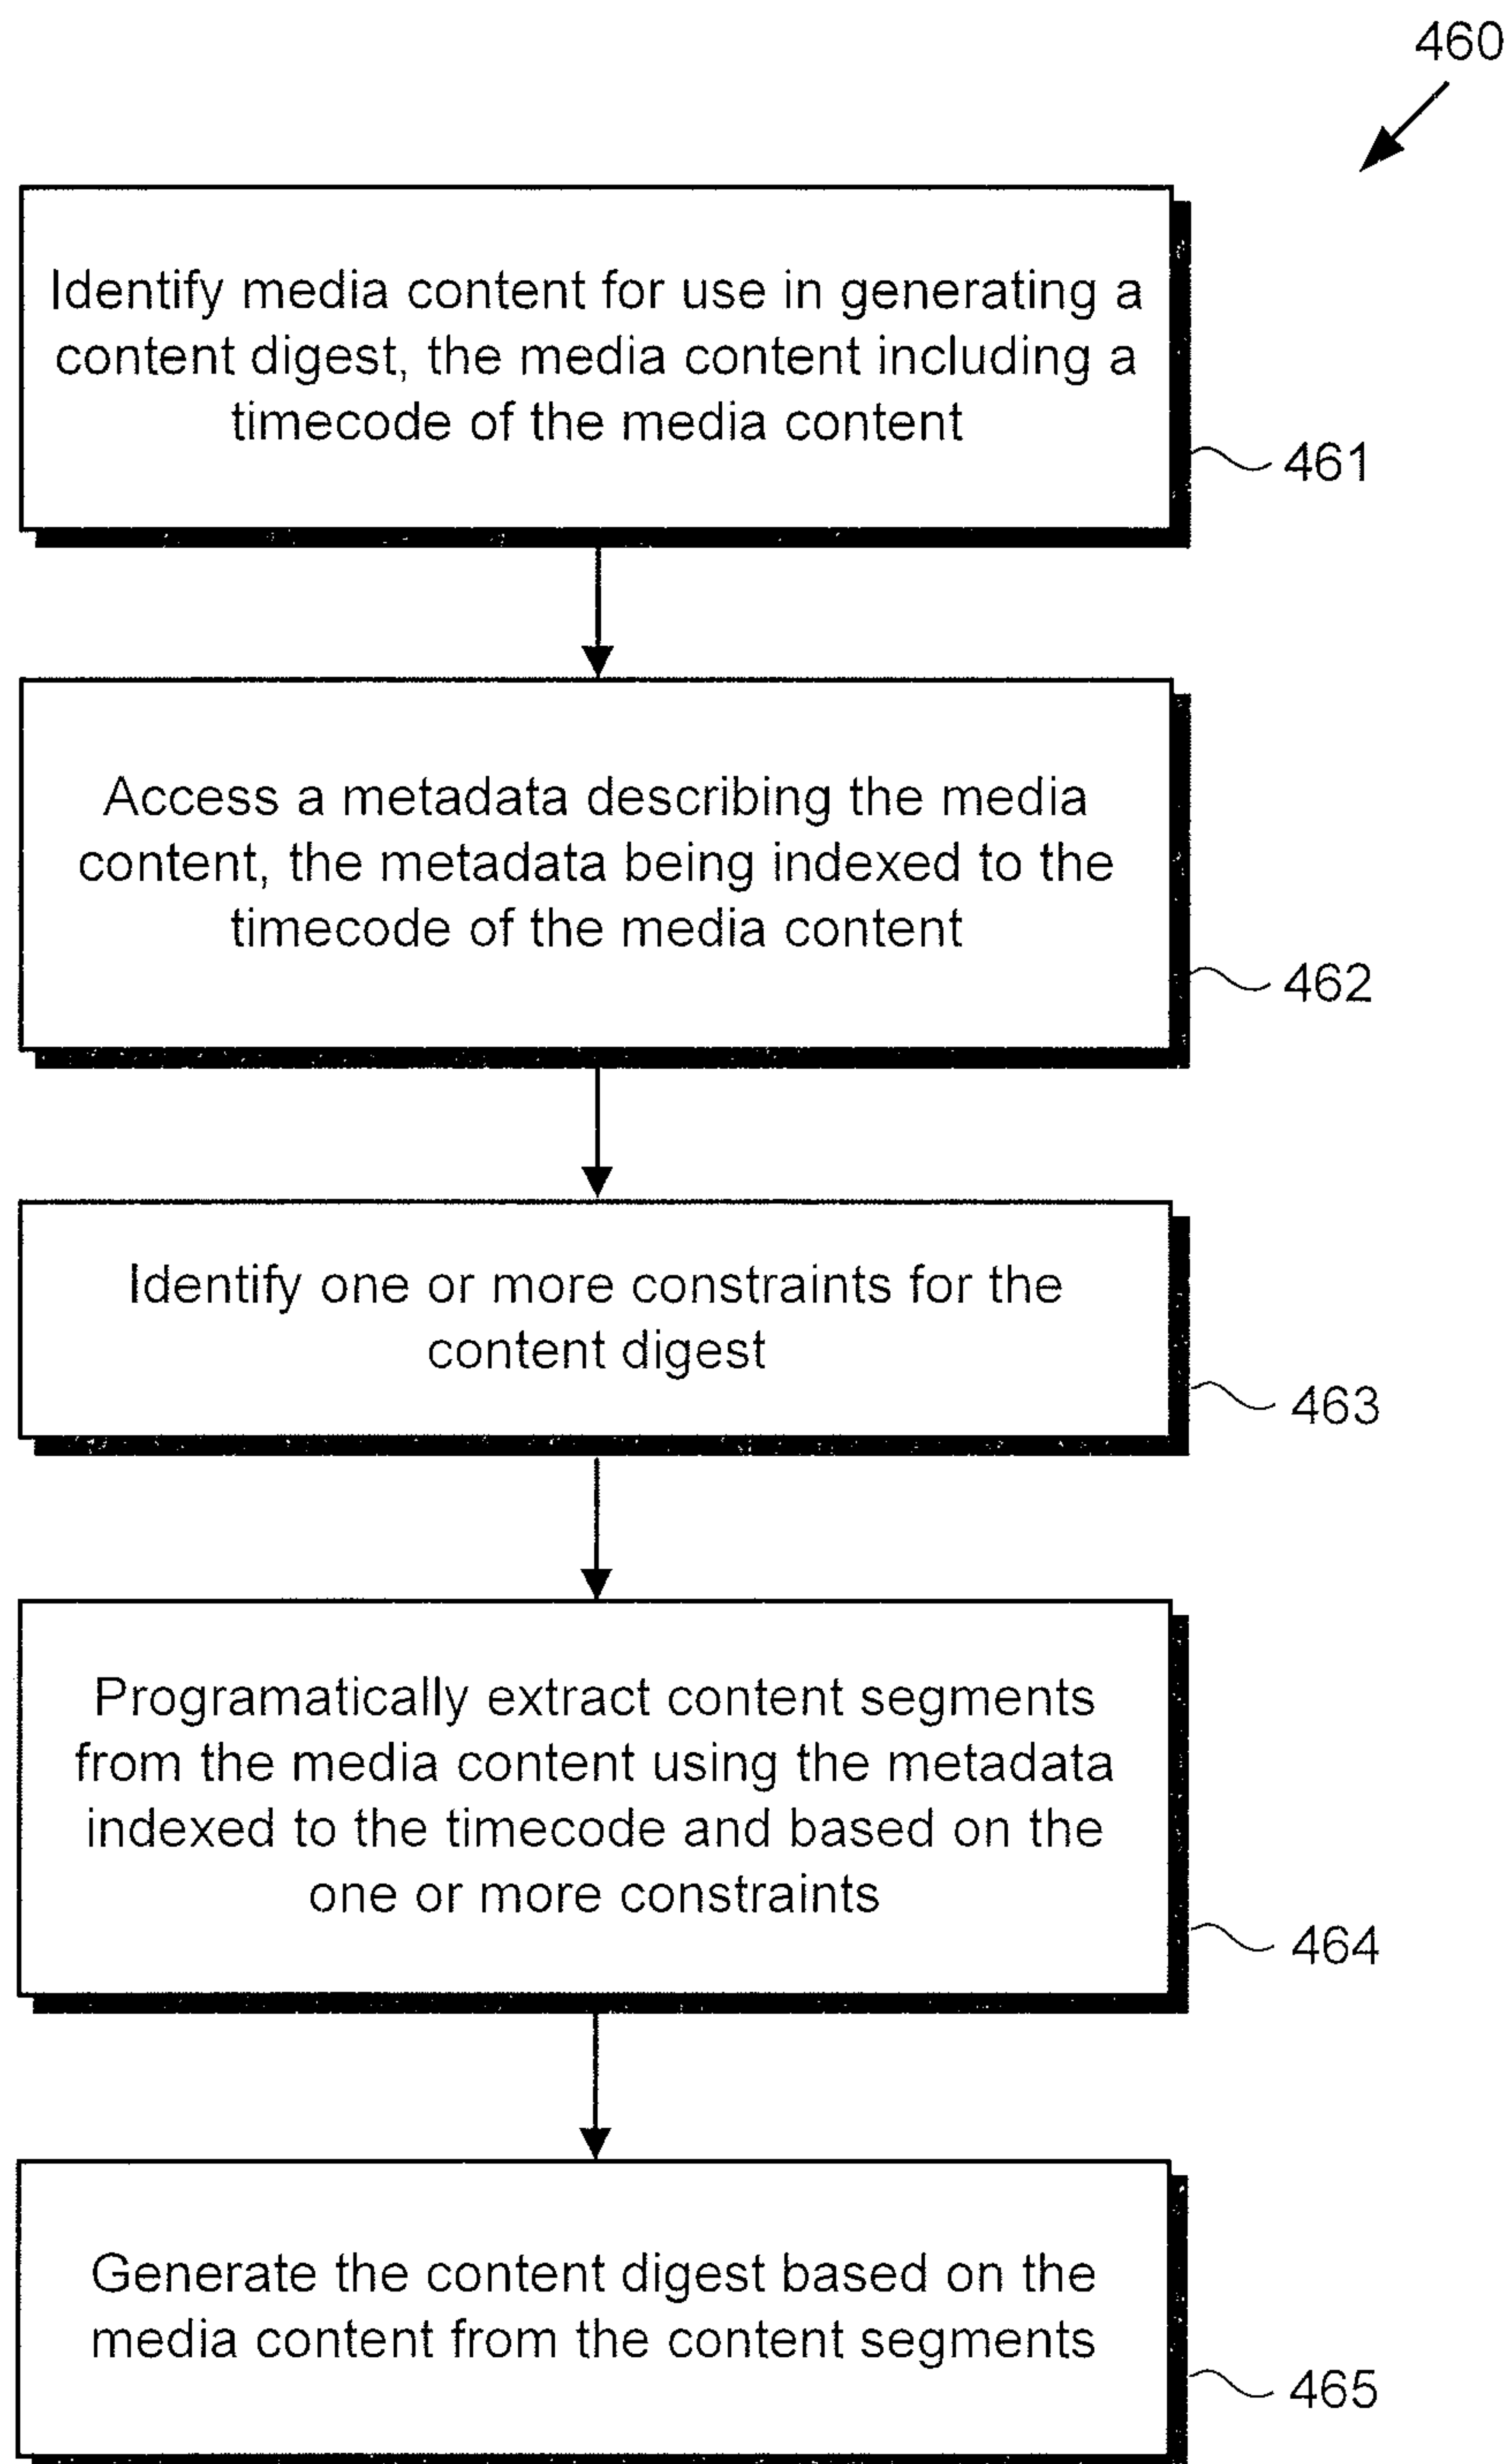 460
Identify media content for use in generating a
content digest, the media content including a
timecode of the media content
461
Access a metadata describing the media
content, the metadata being indexed to the
timecode of the media content
462
Identify one or more constraints for the
content digest
463
Programatically extract content segments
from the media content using the metadata
indexed to the timecode and based on the
one or more constraints
464
Generate the content digest based on the
media content from the content segments
465